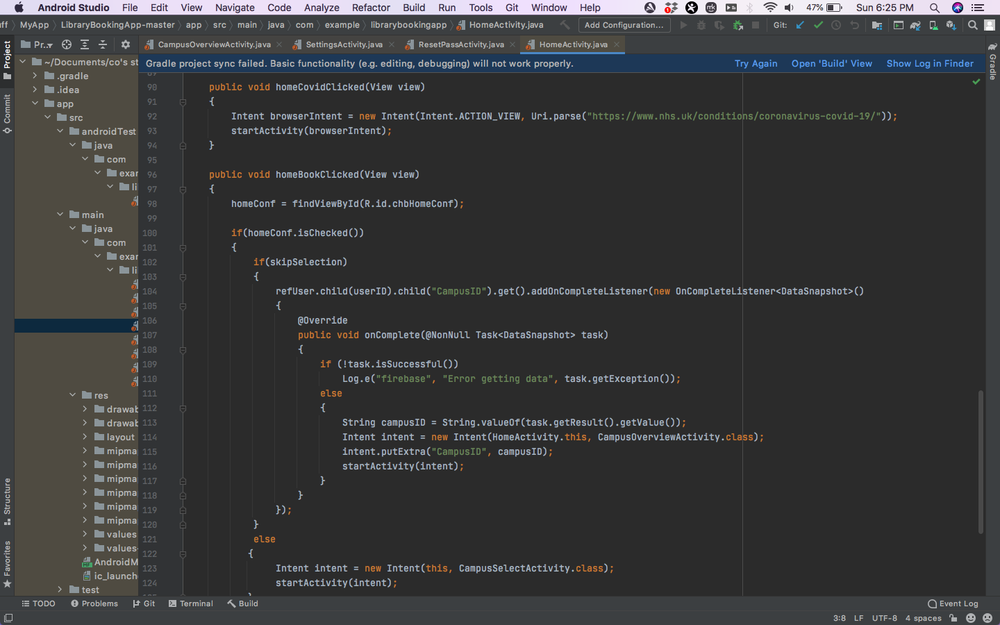 Android Studio File Edit View Navigate Code Analyze Refactor Build Run Tools Git Window Help 1 mk 47% Sun 6:25 PM
ff MyApp LibraryBookingApp-master app src main java com example librarybookingapp HomeActivity.java Add Configuration... Git:
Project Pr... CampusOverviewActivity.java SettingsActivity.java ResetPassActivity.java HomeActivity.java Gradle
Gradle project sync failed. Basic functionality (e.g. editing, debugging) will not work properly. Try Again Open 'Build' View Show Log in Finder
~/Documents/co's st
.gradle
.idea
app
src
androidTest
java
com
exar
li
main
java
com
exar
li
res
drawab
drawab
layout
mipma
mipma
mipma
mipma
mipma
mipma
values
values-
AndroidM
ic_launche
test
Commit
Structure
Favorites
89
90 public void homeCovidClicked(View view)
91 {
92 Intent browserIntent = new Intent(Intent.ACTION_VIEW, Uri.parse("https://www.nhs.uk/conditions/coronavirus-covid-19/"));
93 startActivity(browserIntent);
94 }
95
96 public void homeBookClicked(View view)
97 {
98 homeConf = findViewById(R.id.chbHomeConf);
99
100 if(homeConf.isChecked())
101 {
102 if(skipSelection)
103 {
104 refUser.child(userID).child("CampusID").get().addOnCompleteListener(new OnCompleteListener<DataSnapshot>()
105 {
106 @Override
107 public void onComplete(@NonNull Task<DataSnapshot> task)
108 {
109 if (!task.isSuccessful())
110 Log.e("firebase", "Error getting data", task.getException());
111 else
112 {
113 String campusID = String.valueOf(task.getResult().getValue());
114 Intent intent = new Intent(HomeActivity.this, CampusOverviewActivity.class);
115 intent.putExtra("CampusID", campusID);
116 startActivity(intent);
117 }
118 }
119 });
120 }
121 else
122 {
123 Intent intent = new Intent(this, CampusSelectActivity.class);
124 startActivity(intent);
TODO Problems Git Terminal Build Event Log
3:8 LF UTF-8 4 spaces